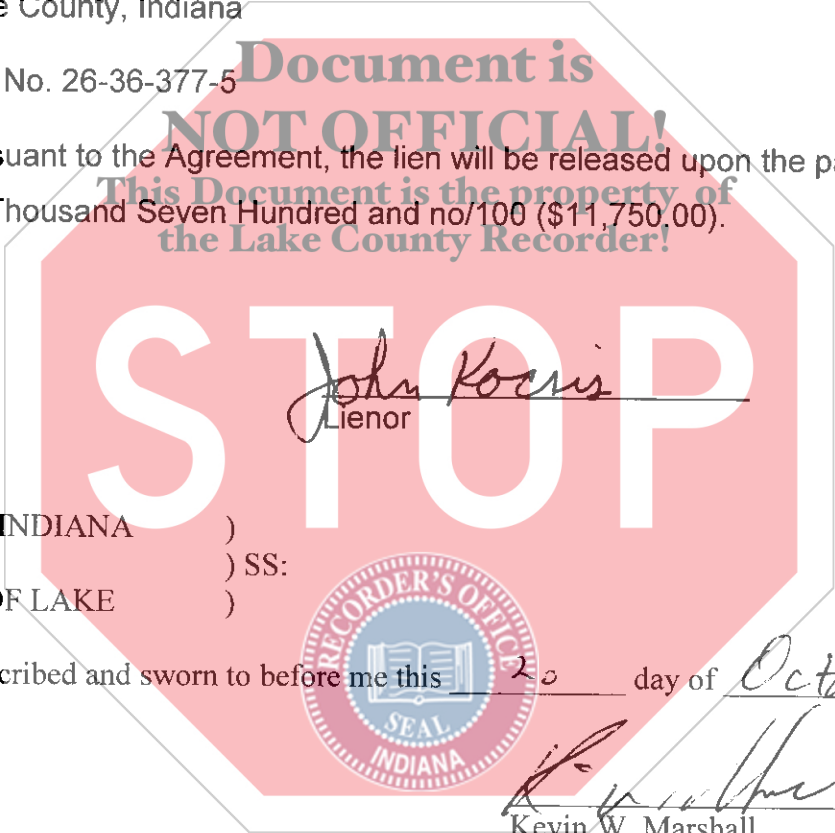 e County, Indiana
Document is
No. 26-36-377-5
NOT OFFICIAL!
suant to the Agreement, the lien will be released upon the pa
This Document is the property of
Thousand Seven Hundred and no/100 ($11,750.00).
the Lake County Recorder!
STOP
John Kocsis
Lienor
INDIANA )
) SS:
OF LAKE )
RECORDER'S OFFICE
SEAL
INDIANA
cribed and sworn to before me this 20 day of Octo
Kevin W. Marshall